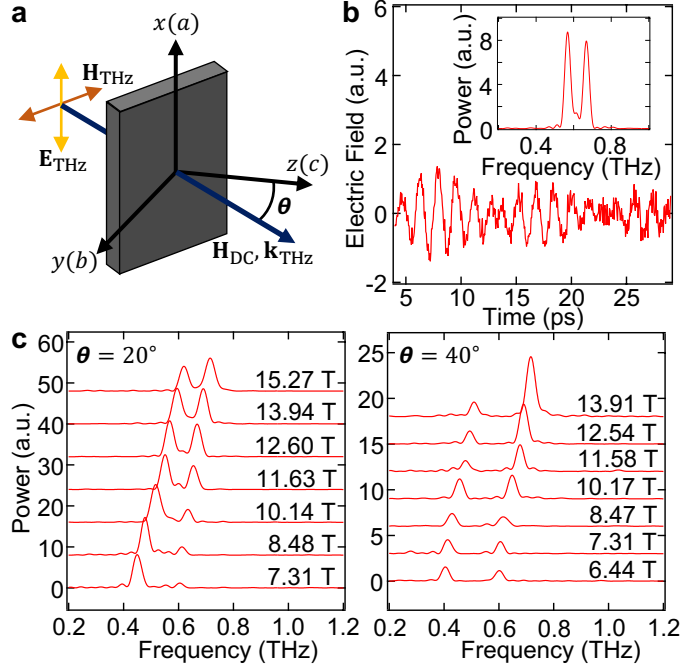 a
x(a)
H_THz
E_THz
z(c)
θ
y(b)
H_DC, k_THz
b
Electric Field (a.u.)
6
4
2
0
-2
5
10
15
20
25
Time (ps)
Power (a.u.)
8
4
0
0.4
0.8
Frequency (THz)
c
θ = 20°
Power (a.u.)
60
50
40
30
20
10
0
15.27 T
13.94 T
12.60 T
11.63 T
10.14 T
8.48 T
7.31 T
0.2 0.4 0.6 0.8 1.0 1.2
Frequency (THz)
θ = 40°
25
20
15
10
5
0
13.91 T
12.54 T
11.58 T
10.17 T
8.47 T
7.31 T
6.44 T
0.2 0.4 0.6 0.8 1.0 1.2
Frequency (THz)